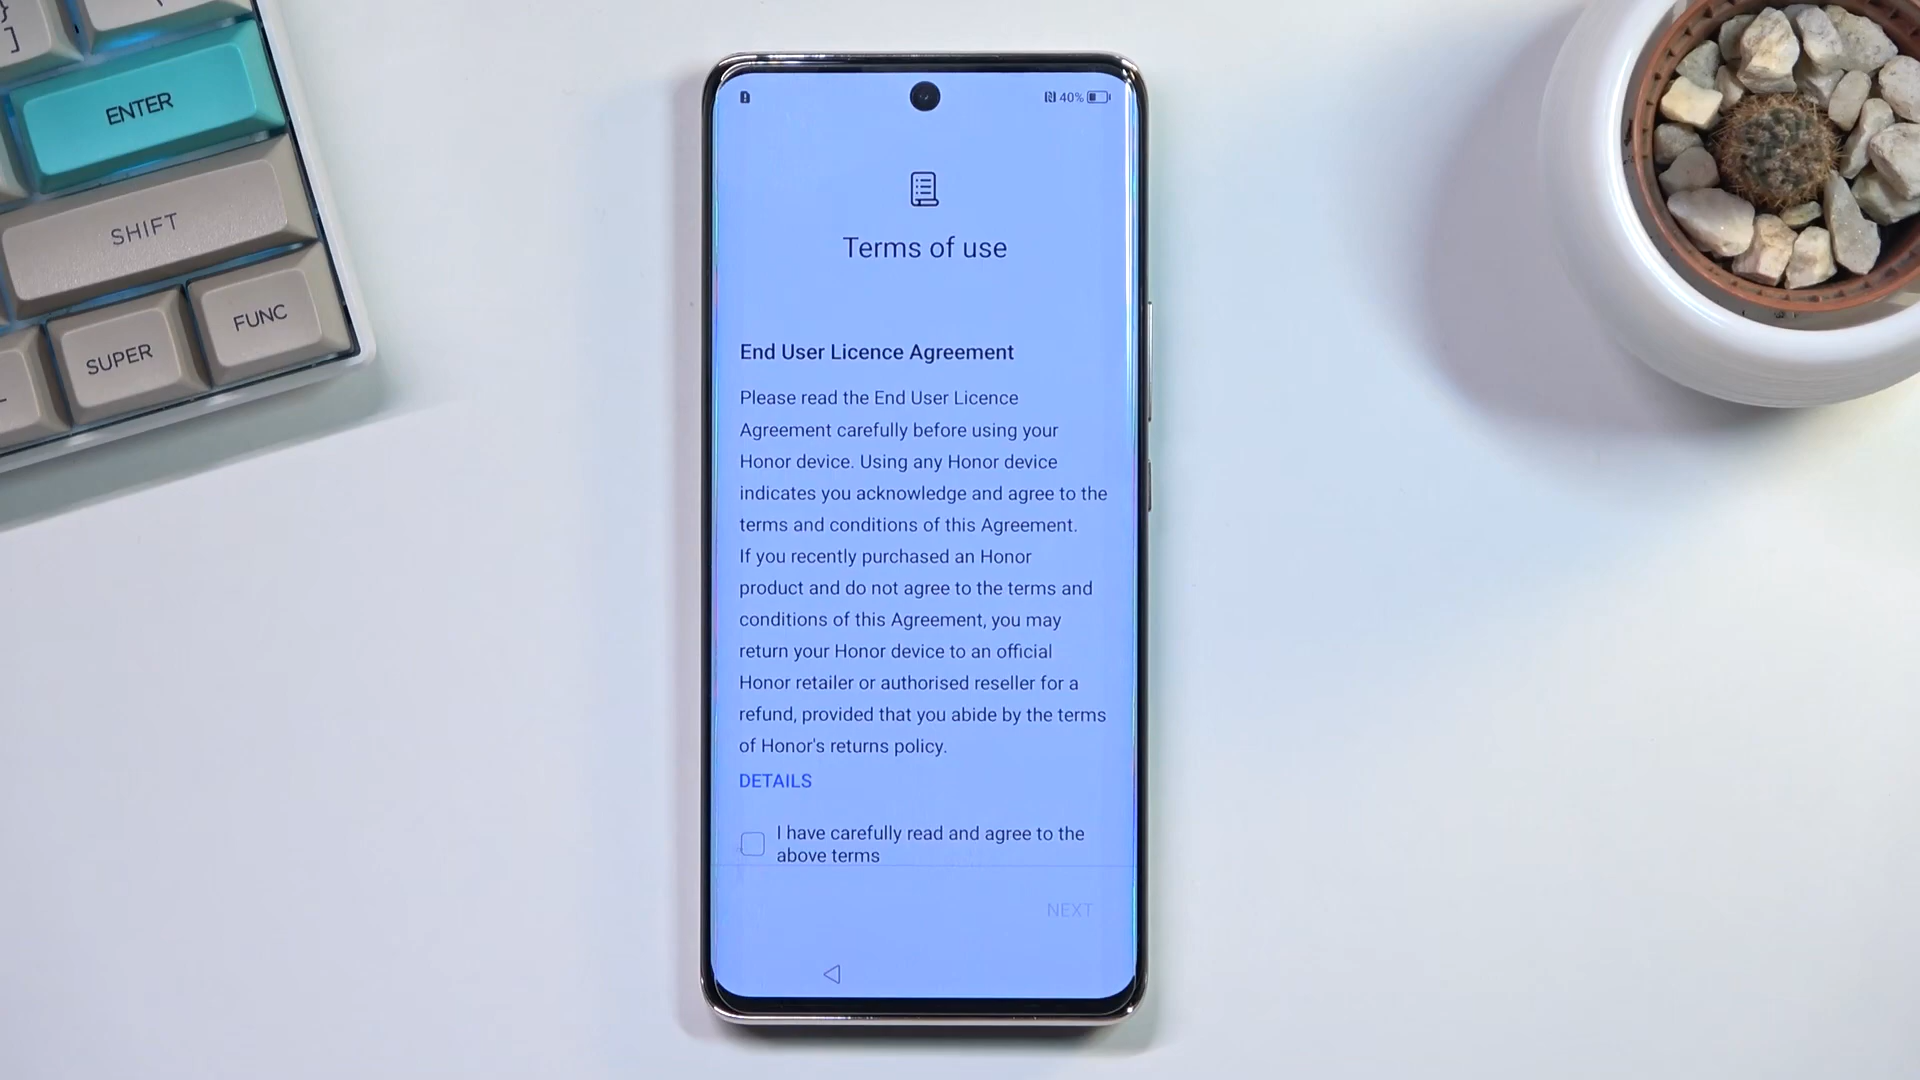 }
]
ENTER
SHIFT
SUPER
FUNC
40%
Terms of use
End User Licence Agreement
Please read the End User Licence
Agreement carefully before using your
Honor device. Using any Honor device
indicates you acknowledge and agree to the
terms and conditions of this Agreement.
If you recently purchased an Honor
product and do not agree to the terms and
conditions of this Agreement, you may
return your Honor device to an official
Honor retailer or authorised reseller for a
refund, provided that you abide by the terms
of Honor's returns policy.
DETAILS
I have carefully read and agree to the
above terms
NEXT